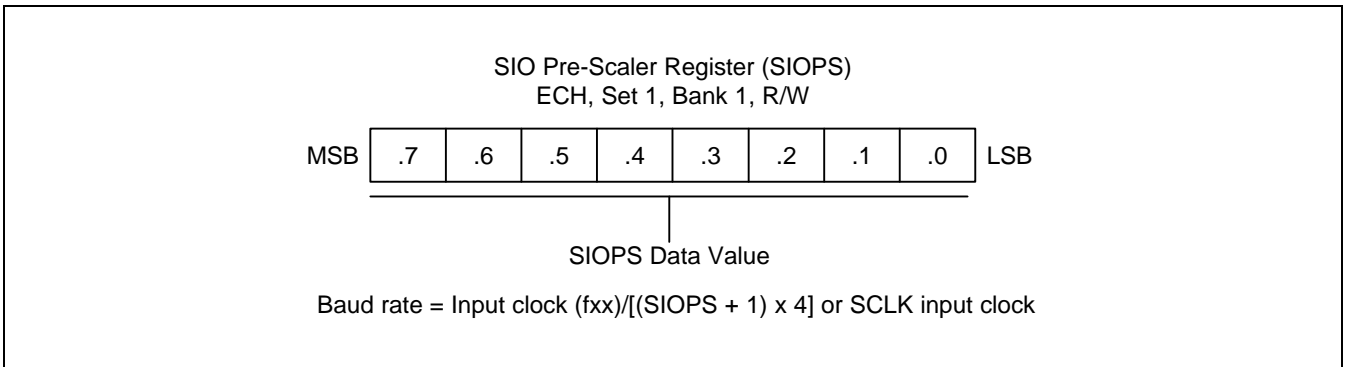 SIO Pre-Scaler Register (SIOPS)
ECH, Set 1, Bank 1, R/W
MSB .7 .6 .5 .4 .3 .2 .1 .0 LSB
SIOPS Data Value
Baud rate = Input clock (fxx)/[(SIOPS + 1) x 4] or SCLK input clock